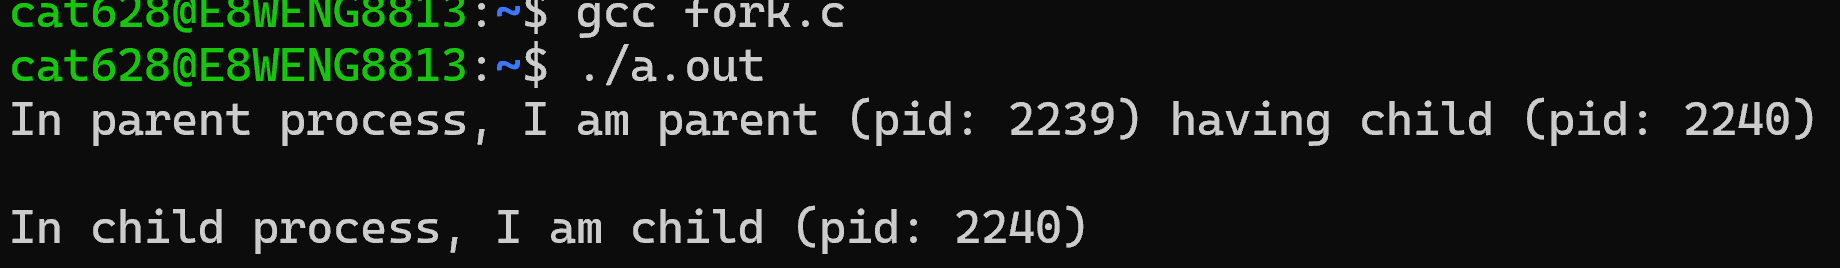 cat628@E8WENG8813:~$ gcc fork.c
cat628@E8WENG8813:~$ ./a.out
In parent process, I am parent (pid: 2239) having child (pid: 2240)
In child process, I am child (pid: 2240)